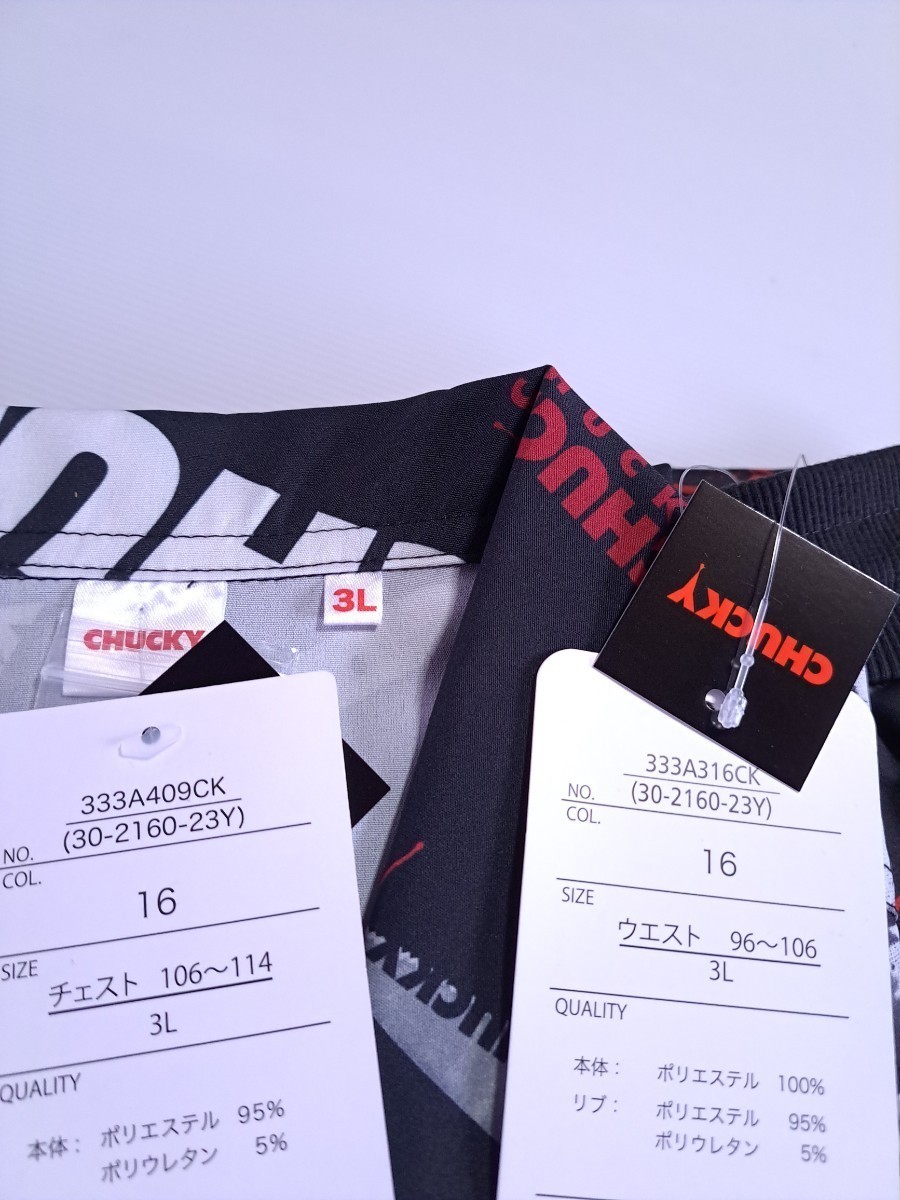 CHUCKY
3L
CHUCKY
333A409CK
NO. (30-2160-23Y)
COL.
16
SIZE
チェスト 106～114
3L
QUALITY
本体： ポリエステル 95%
ポリウレタン 5%
333A316CK
NO. (30-2160-23Y)
COL.
16
SIZE
ウエスト 96～106
3L
QUALITY
本体： ポリエステル 100%
リブ： ポリエステル 95%
ポリウレタン 5%